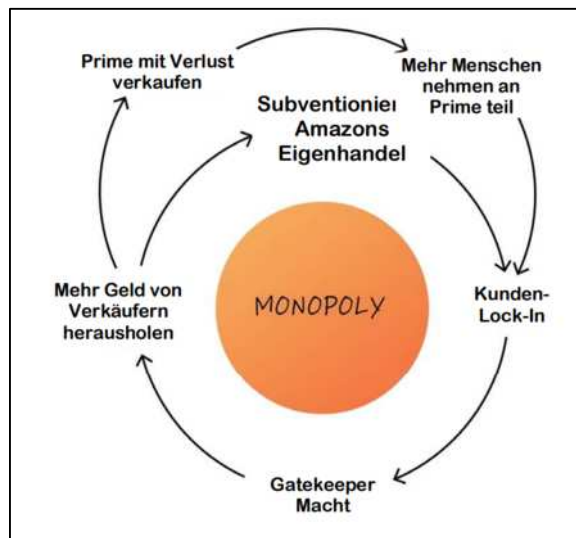 Prime mit Verlust
verkaufen
Mehr Menschen
nehmen an
Prime teil
Subventionier
Amazons
Eigenhandel
Mehr Geld von
Verkäufern
herausholen
MONOPOLY
Kunden-
Lock-In
Gatekeeper
Macht